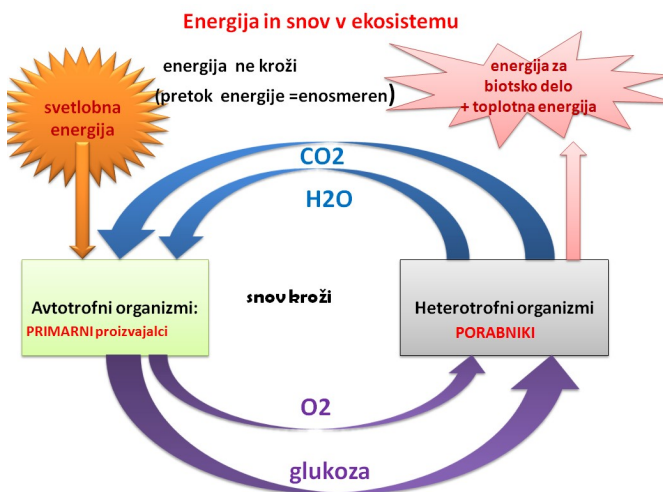 Energija in snov v ekosistemu
energija ne kroži
(pretok energije =enosmeren)
svetlobna
energija
energija za
biotsko delo
+ toplotna energija
CO2
H2O
Avtotrofni organizmi:
PRIMARNI proizvajalci
snov kroži
Heterotrofni organizmi
PORABNIKI
O2
glukoza